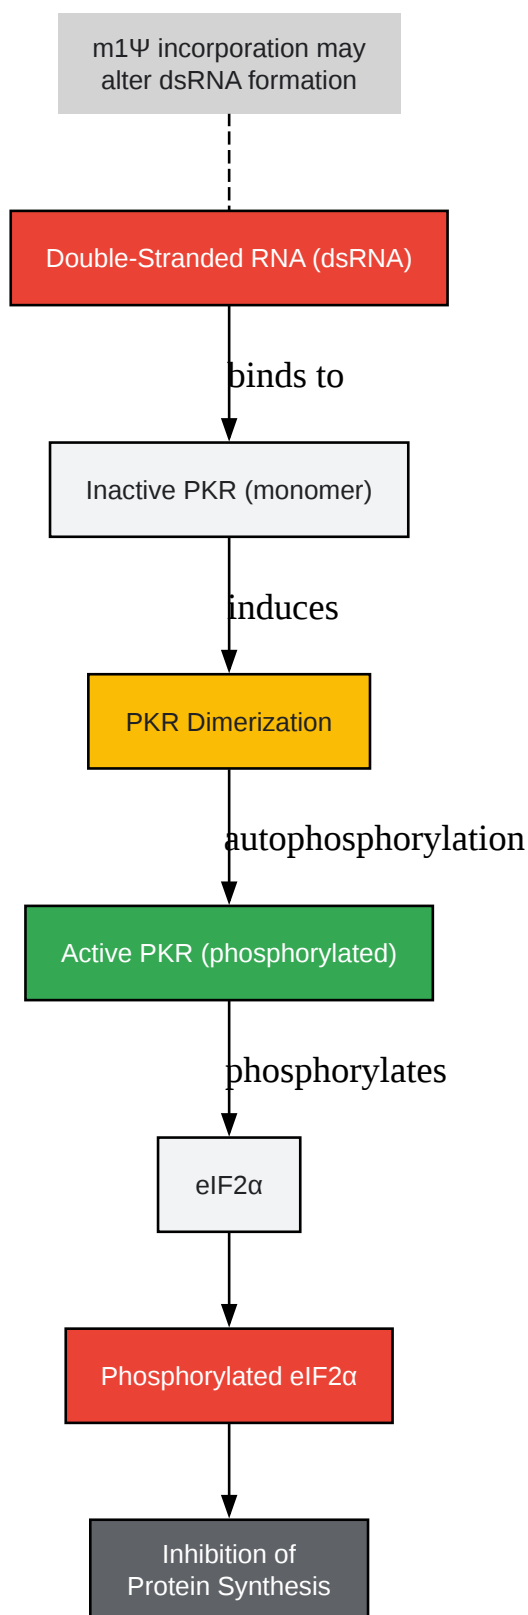 m1Ψ incorporation may
alter dsRNA formation
Double-Stranded RNA (dsRNA)
binds to
Inactive PKR (monomer)
induces
PKR Dimerization
autophosphorylation
Active PKR (phosphorylated)
phosphorylates
eIF2α
Phosphorylated eIF2α
Inhibition of
Protein Synthesis